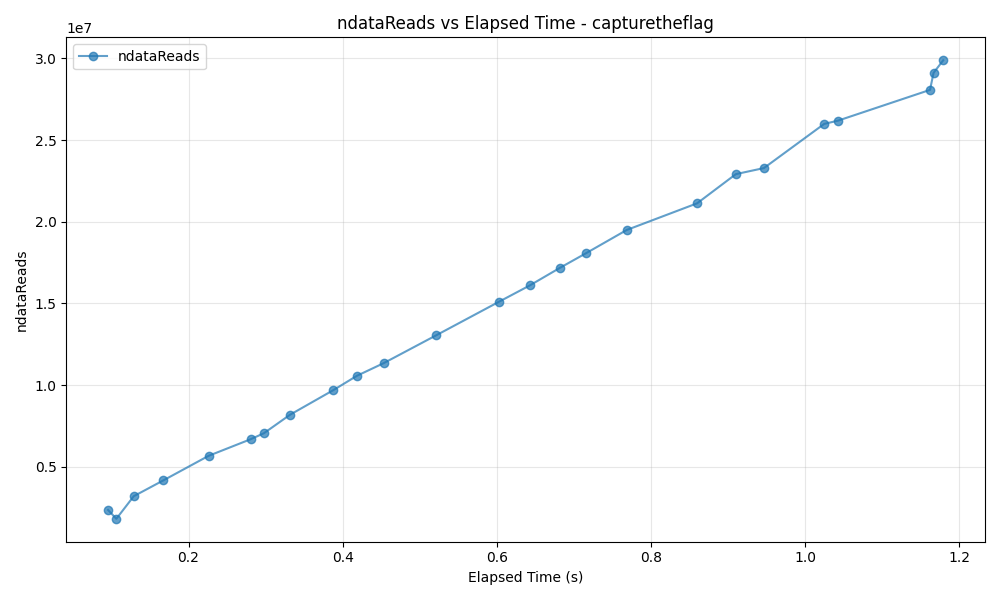 ndataReads vs Elapsed Time - capturetheflag
1e7
ndataReads
3.0
2.5
2.0
1.5
1.0
0.5
ndataReads
0.2 0.4 0.6 0.8 1.0 1.2
Elapsed Time (s)